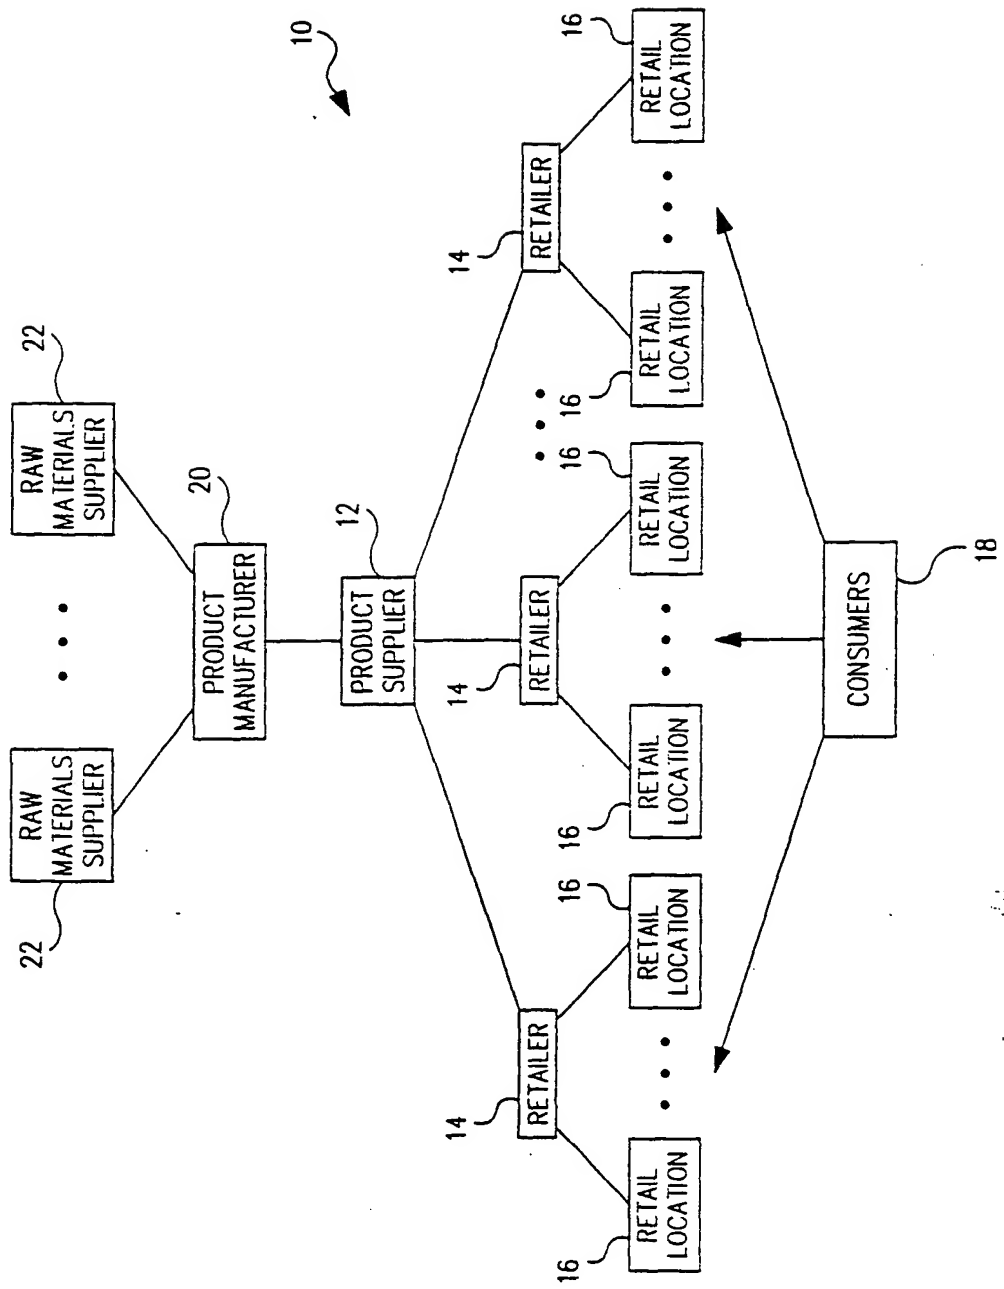 10
22
RAW
MATERIALS
SUPPLIER
22
RAW
MATERIALS
SUPPLIER
20
PRODUCT
MANUFACTURER
12
PRODUCT
SUPPLIER
14
RETAILER
14
RETAILER
14
RETAILER
16
RETAIL
LOCATION
16
RETAIL
LOCATION
16
RETAIL
LOCATION
16
RETAIL
LOCATION
16
RETAIL
LOCATION
16
RETAIL
LOCATION
CONSUMERS
18